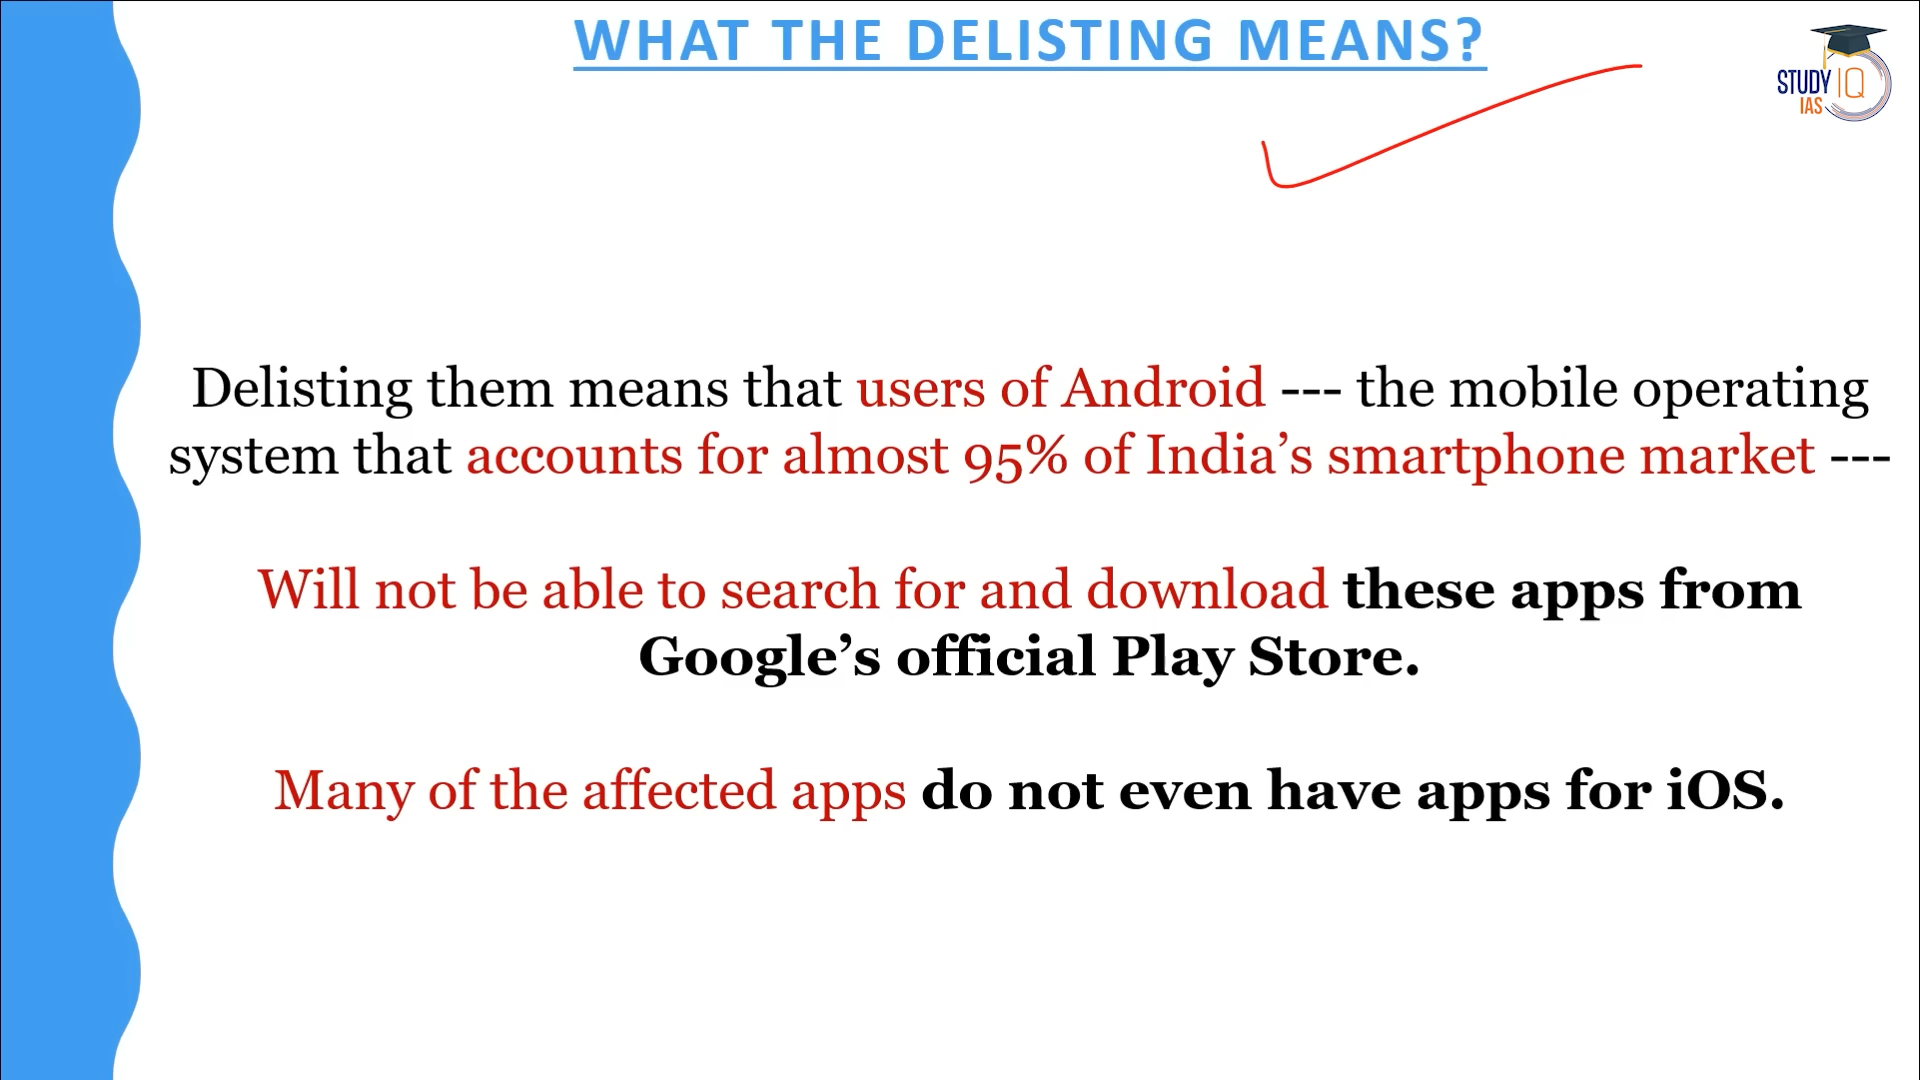 WHAT THE DELISTING MEANS?
STUDY IQ
IAS
Delisting them means that users of Android --- the mobile operating
system that accounts for almost 95% of India’s smartphone market ---
Will not be able to search for and download these apps from
Google’s official Play Store.
Many of the affected apps do not even have apps for iOS.